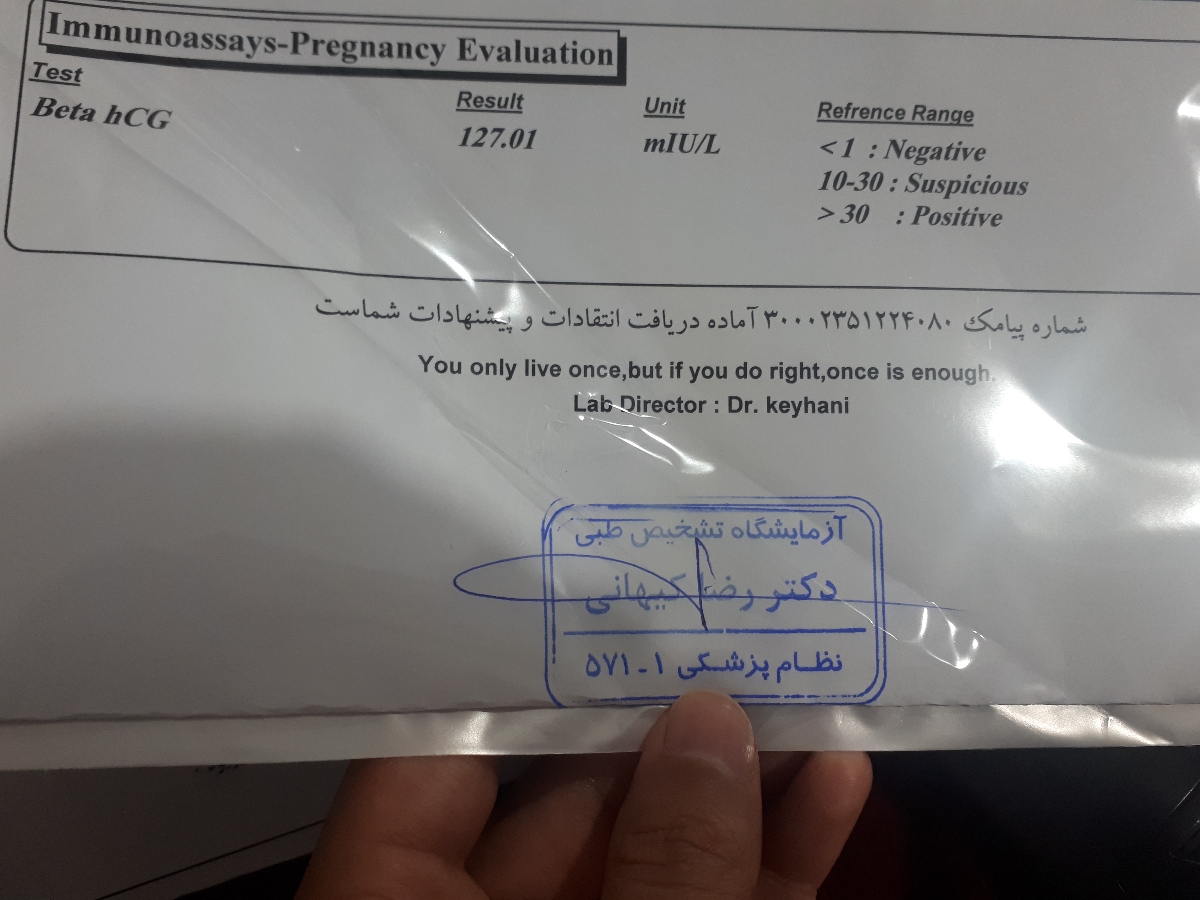 Immunoassays-Pregnancy Evaluation
Test Result Unit Refrence Range
Beta hCG 127.01 mIU/L < 1 : Negative
10-30 : Suspicious
> 30 : Positive
شماره پیامک ۳۰۰۰۲۳۵۱۲۲۴۰۸۰ آماده دریافت انتقادات و پیشنهادات شماست
You only live once,but if you do right,once is enough.
Lab Director : Dr. keyhani
آزمایشگاه تشخیص طبی
دکتر رضا کیهانی
نظام پزشکی ۱ - ۵۷۱